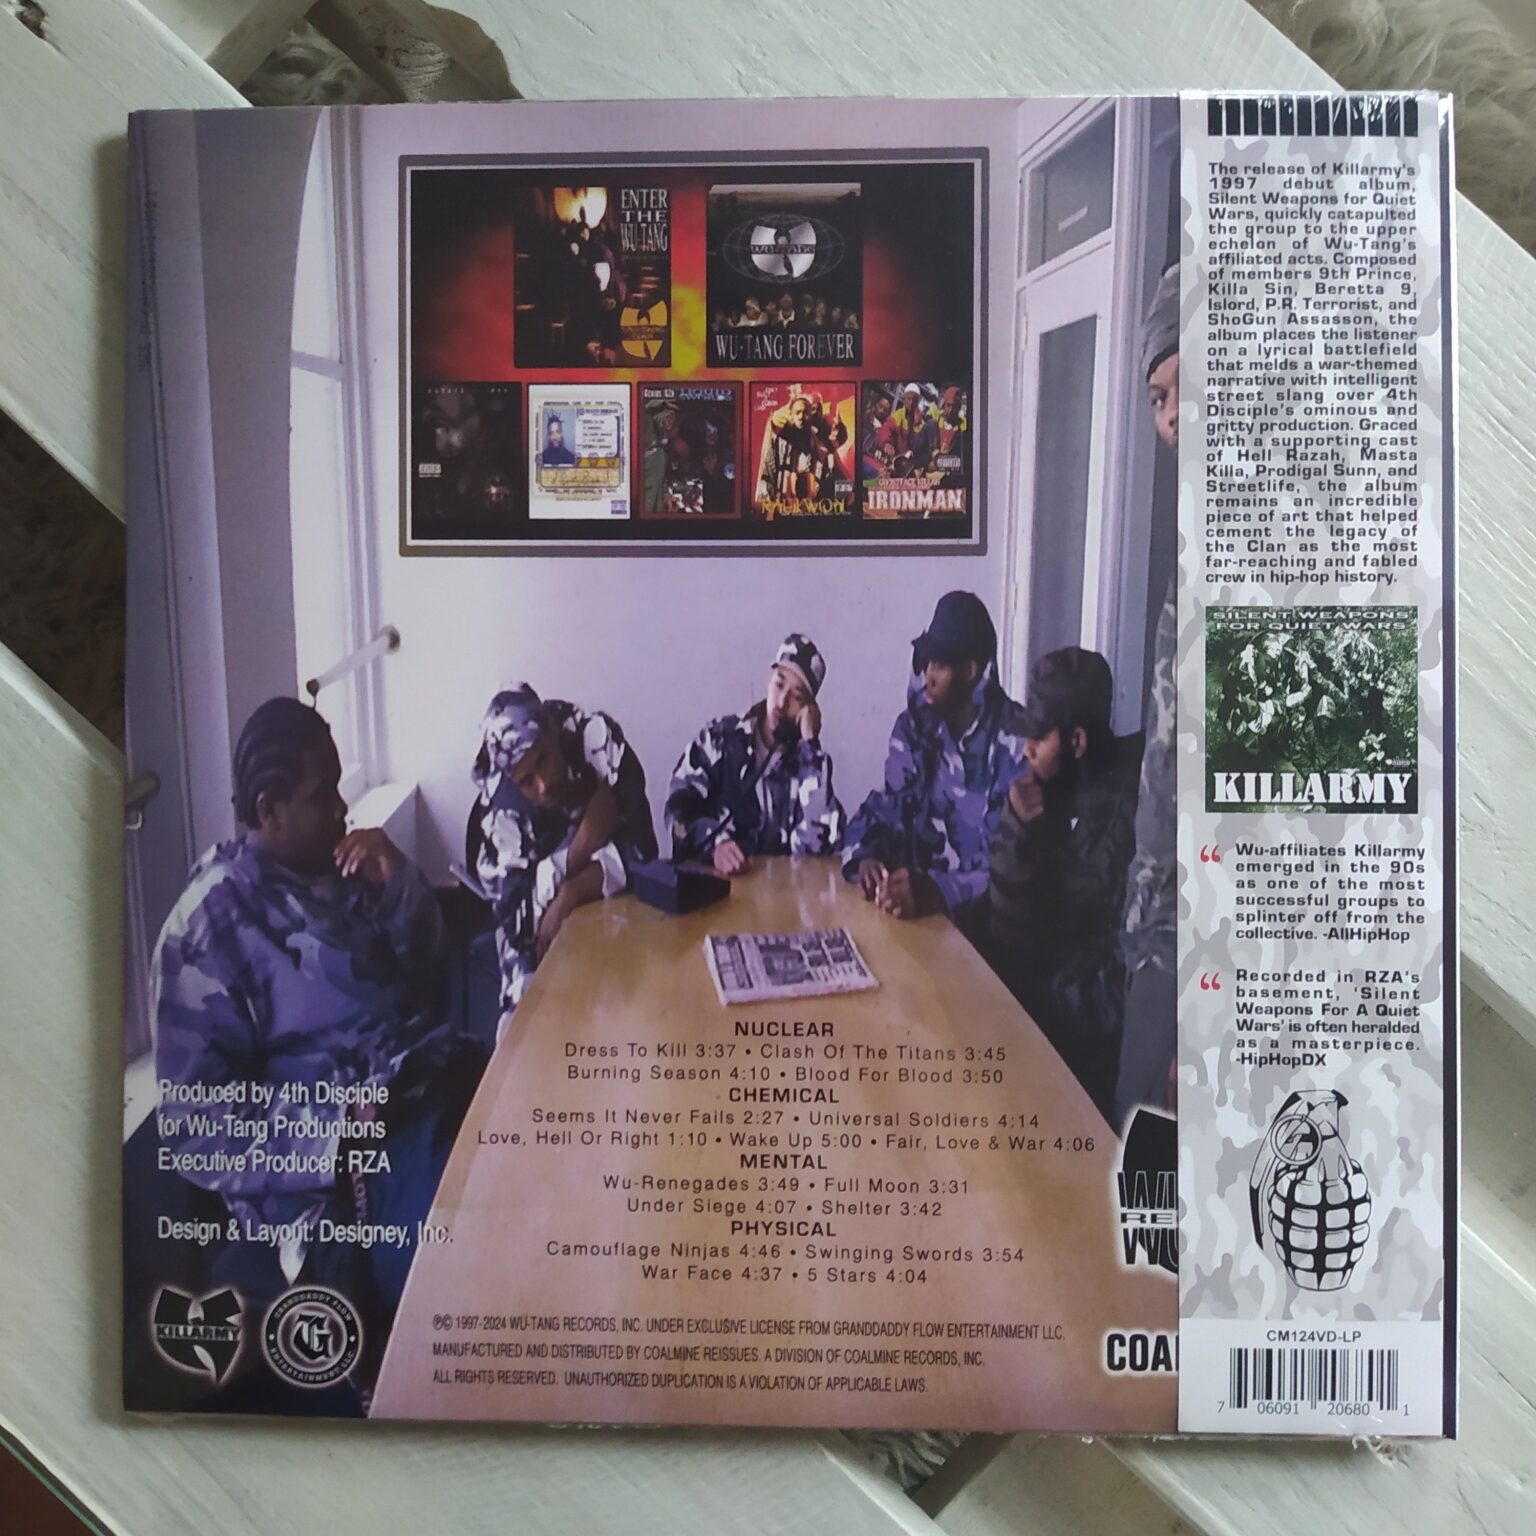 ENTER
THE
WU-TANG
WU-TANG
CLAN
WU-TANG
WU-TANG FOREVER
RAEKWON
GHOSTFACE KILLAH
IRONMAN
NUCLEAR
Dress To Kill 3:37 • Clash Of The Titans 3:45
Burning Season 4:10 • Blood For Blood 3:50
CHEMICAL
Seems It Never Fails 2:27 • Universal Soldiers 4:14
Love, Hell Or Right 1:10 • Wake Up 5:00 • Fair, Love & War 4:06
MENTAL
Wu-Renegades 3:49 • Full Moon 3:31
Under Siege 4:07 • Shelter 3:42
PHYSICAL
Camouflage Ninjas 4:46 • Swinging Swords 3:54
War Face 4:37 • 5 Stars 4:04
Produced by 4th Disciple
for Wu-Tang Productions
Executive Producer: RZA
Design & Layout: Designey, Inc.
KILLARMY
GRANDDADDY FLOW
ENTERTAINMENT LLC.
℗© 1997-2024 WU-TANG RECORDS, INC. UNDER EXCLUSIVE LICENSE FROM GRANDDADDY FLOW ENTERTAINMENT LLC.
MANUFACTURED AND DISTRIBUTED BY COALMINE REISSUES. A DIVISION OF COALMINE RECORDS, INC.
ALL RIGHTS RESERVED. UNAUTHORIZED DUPLICATION IS A VIOLATION OF APPLICABLE LAWS.
COA
The release of Killarmy's
1997 debut album,
Silent Weapons for Quiet
Wars, quickly catapulted
the group to the upper
echelon of Wu-Tang's
affiliated acts. Composed
of members 9th Prince,
Killa Sin, Beretta 9,
Islord, P.R. Terrorist, and
ShoGun Assasson, the
album places the listener
on a lyrical battlefield
that melds a war-themed
narrative with intelligent
street slang over 4th
Disciple's ominous and
gritty production. Graced
with a supporting cast
of Hell Razah, Masta
Killa, Prodigal Sunn, and
Streetlife, the album
remains an incredible
piece of art that helped
cement the legacy of
the Clan as the most
far-reaching and fabled
crew in hip-hop history.
SILENT WEAPONS
FOR QUIET WARS
KILLARMY
“ Wu-affiliates Killarmy
emerged in the 90s
as one of the most
successful groups to
splinter off from the
collective. -AllHipHop
“ Recorded in RZA's
basement, 'Silent
Weapons For A Quiet
Wars' is often heralded
as a masterpiece.
-HipHopDX
CM124VD-LP
7 06091 20680 1